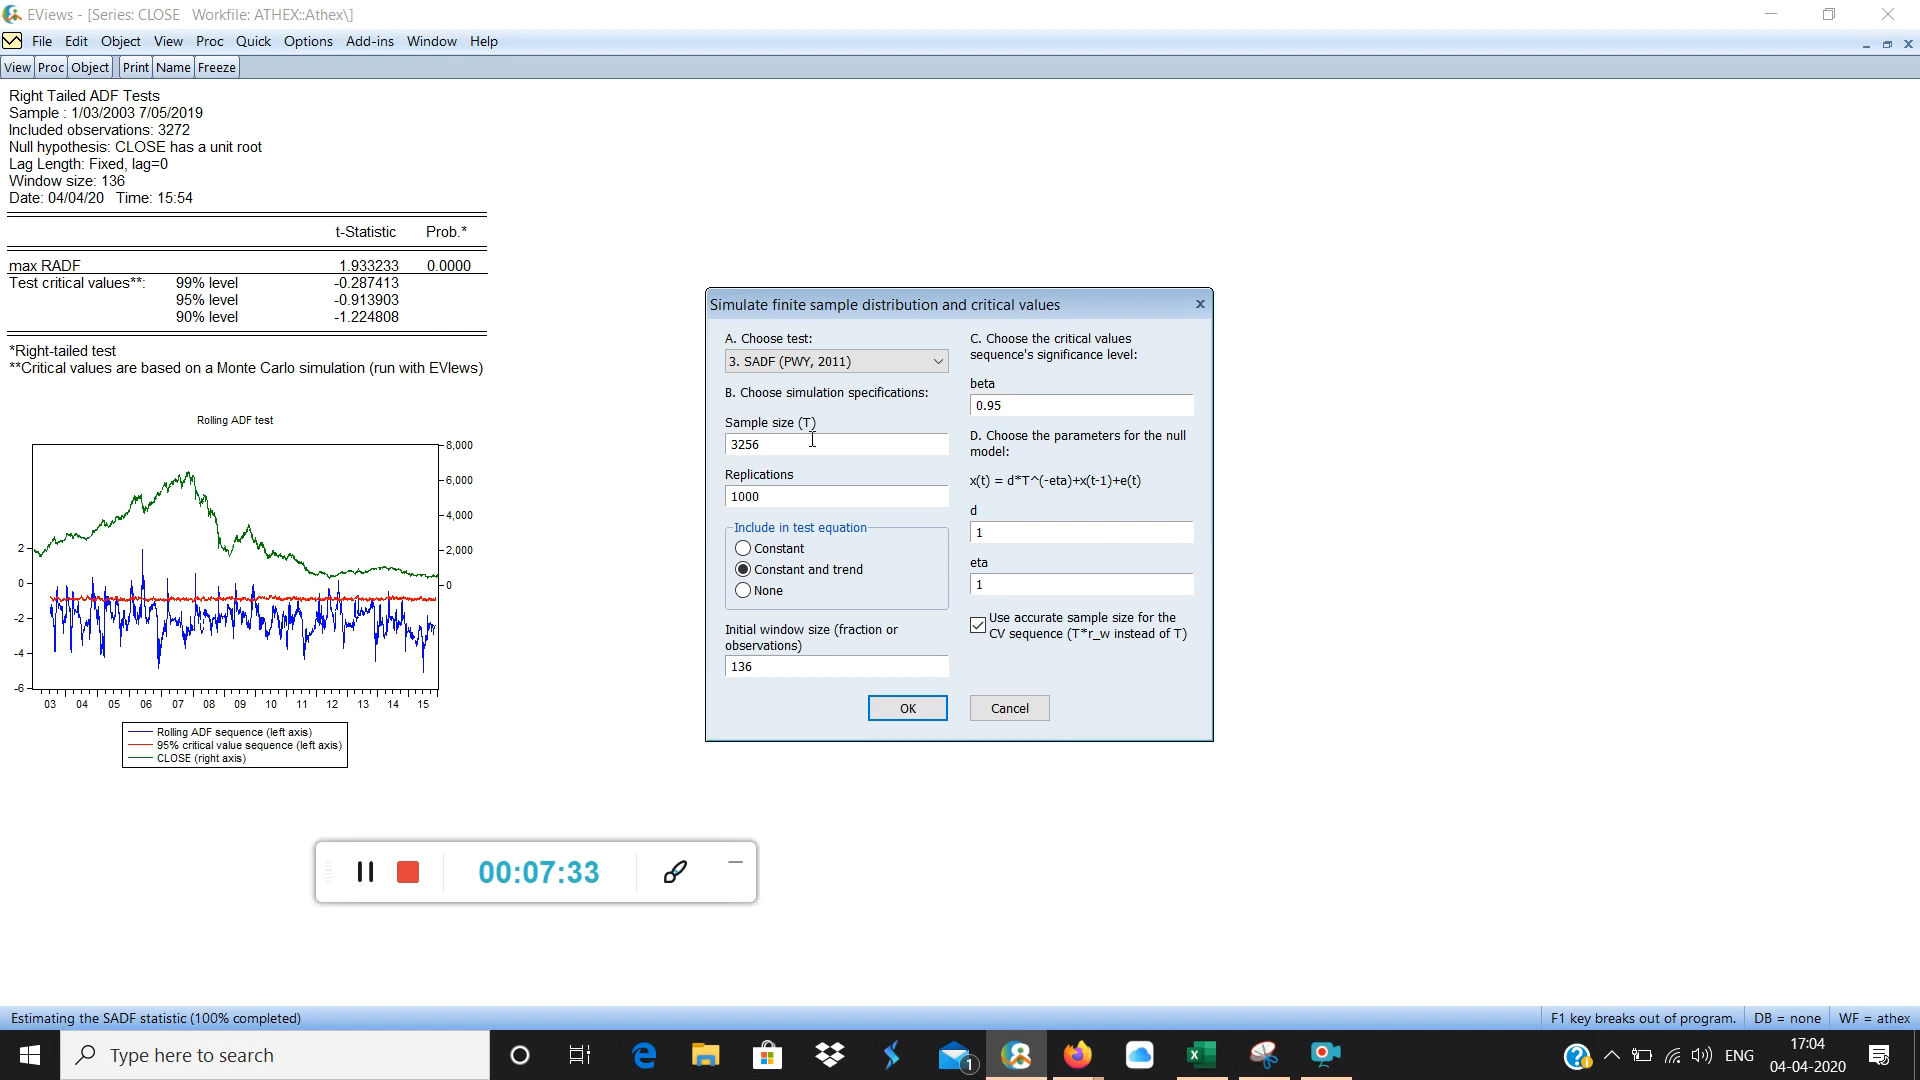 EViews - [Series: CLOSE   Workfile: ATHEX::Athex\]
File Edit Object View Proc Quick Options Add-ins Window Help
View Proc Object Print Name Freeze
Right Tailed ADF Tests
Sample : 1/03/2003 7/05/2019
Included observations: 3272
Null hypothesis: CLOSE has a unit root
Lag Length: Fixed, lag=0
Window size: 136
Date: 04/04/20   Time: 15:54
t-Statistic Prob.*
max RADF 1.933233 0.0000
Test critical values**: 99% level -0.287413
95% level -0.913903
90% level -1.224808
*Right-tailed test
**Critical values are based on a Monte Carlo simulation (run with EVIews)
Rolling ADF test
8,000
6,000
4,000
2,000
0
2
0
-2
-4
-6
03 04 05 06 07 08 09 10 11 12 13 14 15
Rolling ADF sequence (left axis)
95% critical value sequence (left axis)
CLOSE (right axis)
Simulate finite sample distribution and critical values
A. Choose test:
3. SADF (PWY, 2011)
B. Choose simulation specifications:
Sample size (T)
3256
Replications
1000
Include in test equation
Constant
Constant and trend
None
Initial window size (fraction or
observations)
136
C. Choose the critical values
sequence's significance level:
beta
0.95
D. Choose the parameters for the null
model:
x(t) = d*T^(-eta)+x(t-1)+e(t)
d
1
eta
1
Use accurate sample size for the
CV sequence (T*r_w instead of T)
OK Cancel
00:07:33
Estimating the SADF statistic (100% completed)
F1 key breaks out of program. DB = none WF = athex
Type here to search
1
ENG
17:04
04-04-2020